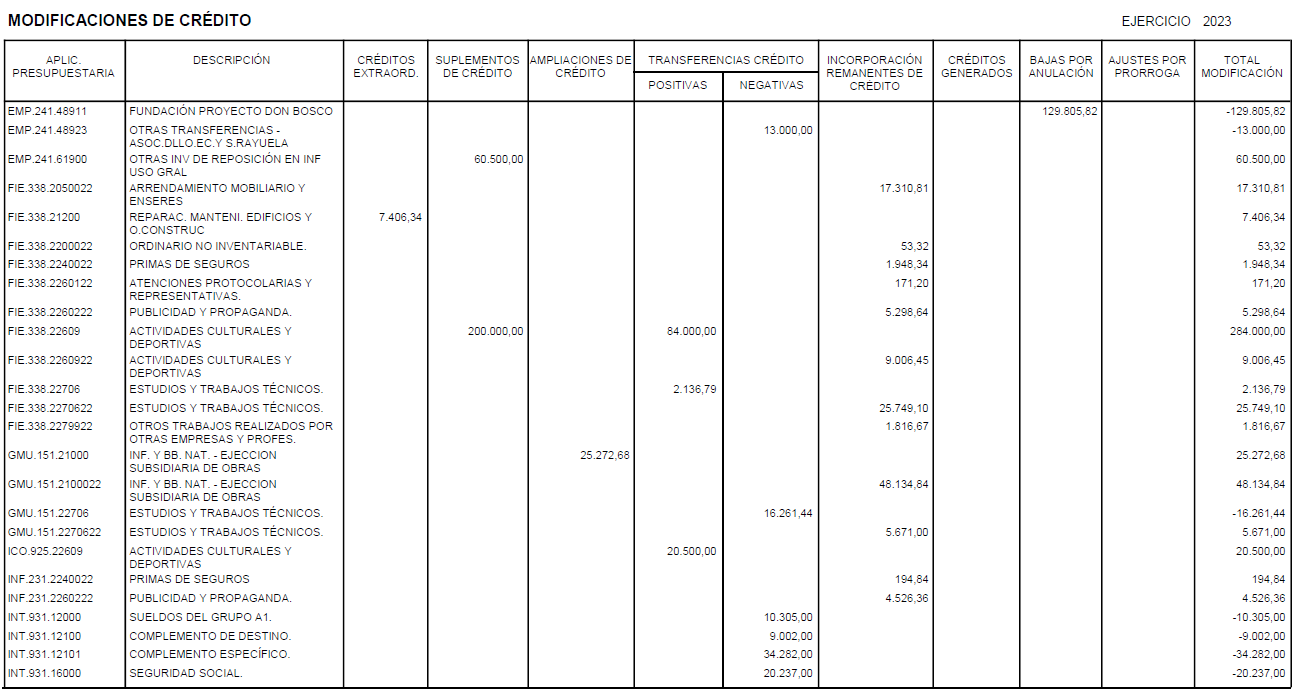 MODIFICACIONES DE CRÉDITO
EJERCICIO 2023
APLIC. PRESUPUESTARIA DESCRIPCIÓN CRÉDITOS EXTRAORD. SUPLEMENTOS DE CRÉDITO AMPLIACIONES DE CRÉDITO TRANSFERENCIAS CRÉDITO POSITIVAS NEGATIVAS INCORPORACIÓN REMANENTES DE CRÉDITO CRÉDITOS GENERADOS BAJAS POR ANULACIÓN AJUSTES POR PRORROGA TOTAL MODIFICACIÓN
EMP.241.48911 FUNDACIÓN PROYECTO DON BOSCO 129.805,82 -129.805,82
EMP.241.48923 OTRAS TRANSFERENCIAS - 13.000,00 -13.000,00
ASOC.DLLO.EC.Y S.RAYUELA
EMP.241.61900 OTRAS INV DE REPOSICIÓN EN INF 60.500,00 60.500,00
USO GRAL
FIE.338.2050022 ARRENDAMIENTO MOBILIARIO Y 17.310,81 17.310,81
ENSERES
FIE.338.21200 REPARAC. MANTENI. EDIFICIOS Y 7.406,34 7.406,34
O.CONSTRUC
FIE.338.2200022 ORDINARIO NO INVENTARIABLE. 53,32 53,32
FIE.338.2240022 PRIMAS DE SEGUROS 1.948,34 1.948,34
FIE.338.2260122 ATENCIONES PROTOCOLARIAS Y 171,20 171,20
REPRESENTATIVAS.
FIE.338.2260222 PUBLICIDAD Y PROPAGANDA. 5.298,64 5.298,64
FIE.338.22609 ACTIVIDADES CULTURALES Y 200.000,00 84.000,00 284.000,00
DEPORTIVAS
FIE.338.2260922 ACTIVIDADES CULTURALES Y 9.006,45 9.006,45
DEPORTIVAS
FIE.338.22706 ESTUDIOS Y TRABAJOS TÉCNICOS. 2.136,79 2.136,79
FIE.338.2270622 ESTUDIOS Y TRABAJOS TÉCNICOS. 25.749,10 25.749,10
FIE.338.2279922 OTROS TRABAJOS REALIZADOS POR 1.816,67 1.816,67
OTRAS EMPRESAS Y PROFES.
GMU.151.21000 INF. Y BB. NAT. - EJECCION 25.272,68 25.272,68
SUBSIDIARIA DE OBRAS
GMU.151.2100022 INF. Y BB. NAT. - EJECCION 48.134,84 48.134,84
SUBSIDIARIA DE OBRAS
GMU.151.22706 ESTUDIOS Y TRABAJOS TÉCNICOS. 16.261,44 -16.261,44
GMU.151.2270622 ESTUDIOS Y TRABAJOS TÉCNICOS. 5.671,00 5.671,00
ICO.925.22609 ACTIVIDADES CULTURALES Y 20.500,00 20.500,00
DEPORTIVAS
INF.231.2240022 PRIMAS DE SEGUROS 194,84 194,84
INF.231.2260222 PUBLICIDAD Y PROPAGANDA. 4.526,36 4.526,36
INT.931.12000 SUELDOS DEL GRUPO A1. 10.305,00 -10.305,00
INT.931.12100 COMPLEMENTO DE DESTINO. 9.002,00 -9.002,00
INT.931.12101 COMPLEMENTO ESPECÍFICO. 34.282,00 -34.282,00
INT.931.16000 SEGURIDAD SOCIAL. 20.237,00 -20.237,00